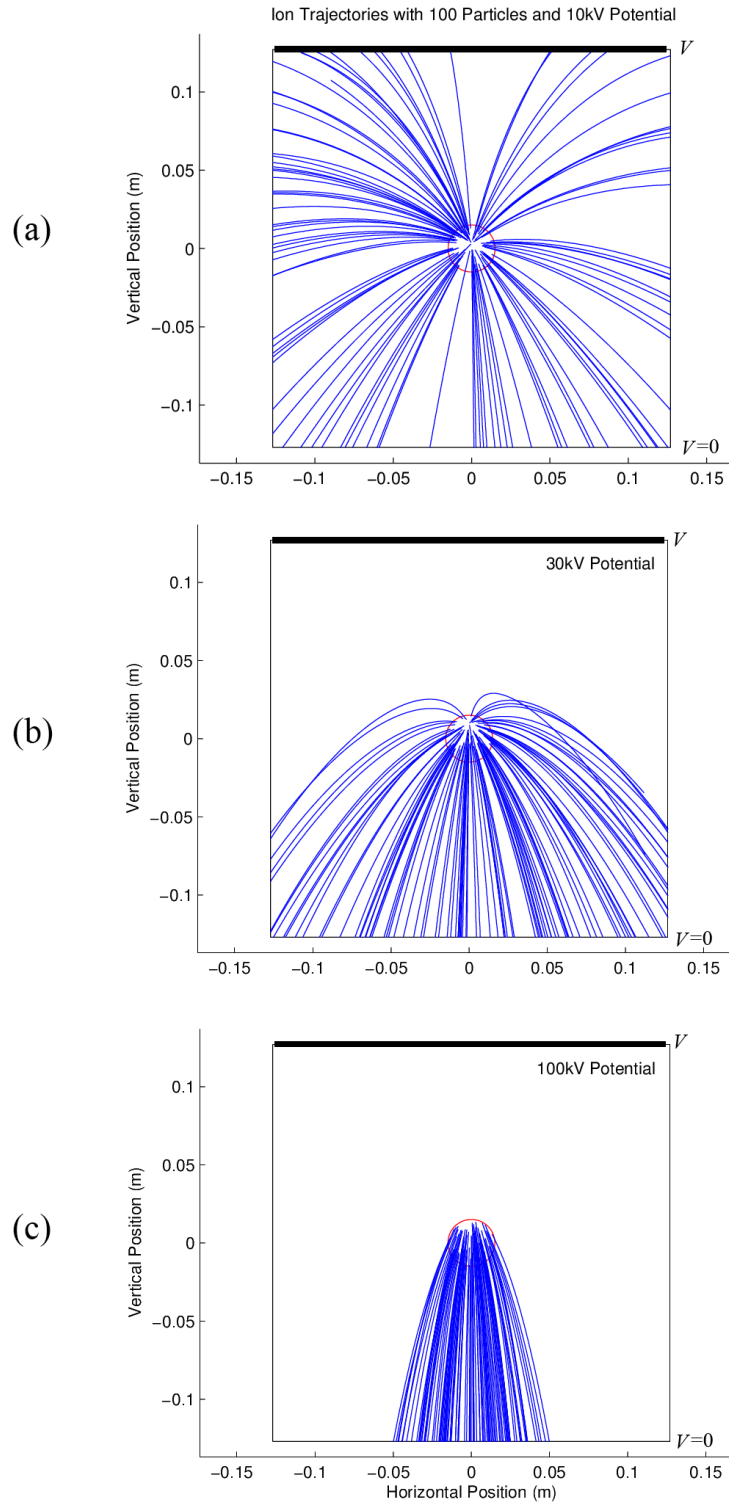 Ion Trajectories with 100 Particles and 10kV Potential
V
0.1
0.05
(a)
Vertical Position (m)
0
−0.05
−0.1
V=0
−0.15 −0.1 −0.05 0 0.05 0.1 0.15
V
30kV Potential
0.1
0.05
(b)
Vertical Position (m)
0
−0.05
−0.1
V=0
−0.15 −0.1 −0.05 0 0.05 0.1 0.15
V
100kV Potential
0.1
0.05
(c)
Vertical Position (m)
0
−0.05
−0.1
V=0
−0.15 −0.1 −0.05 0 0.05 0.1 0.15
Horizontal Position (m)